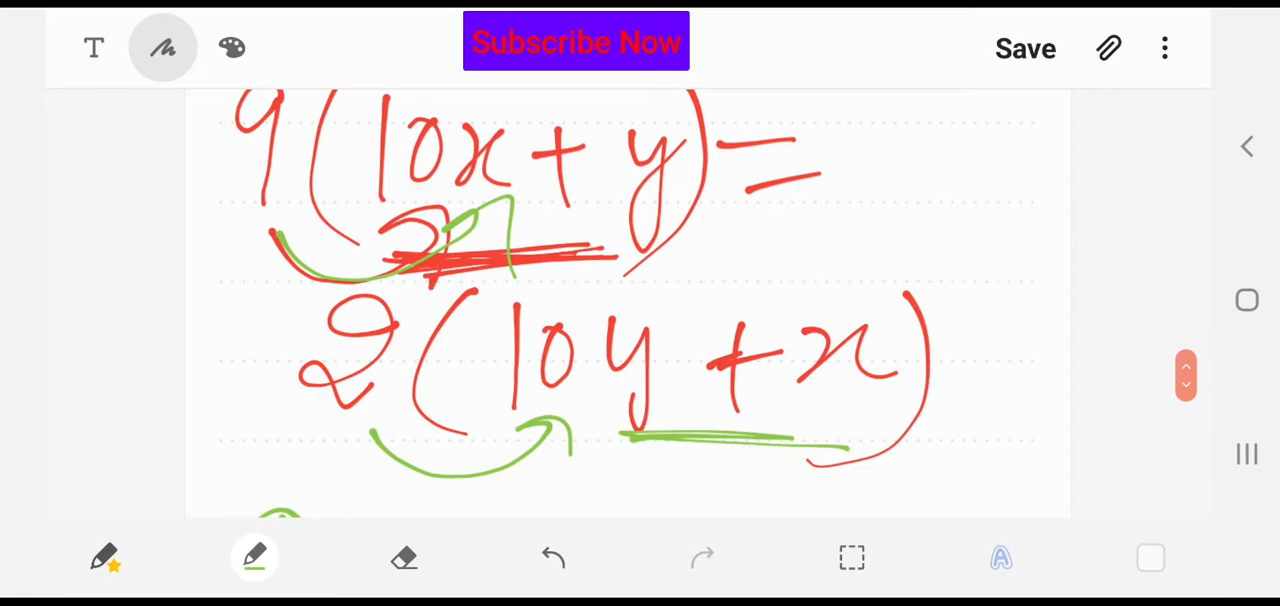 T Subscribe Now Save
9(10x + y) =
2(10y + x)
A